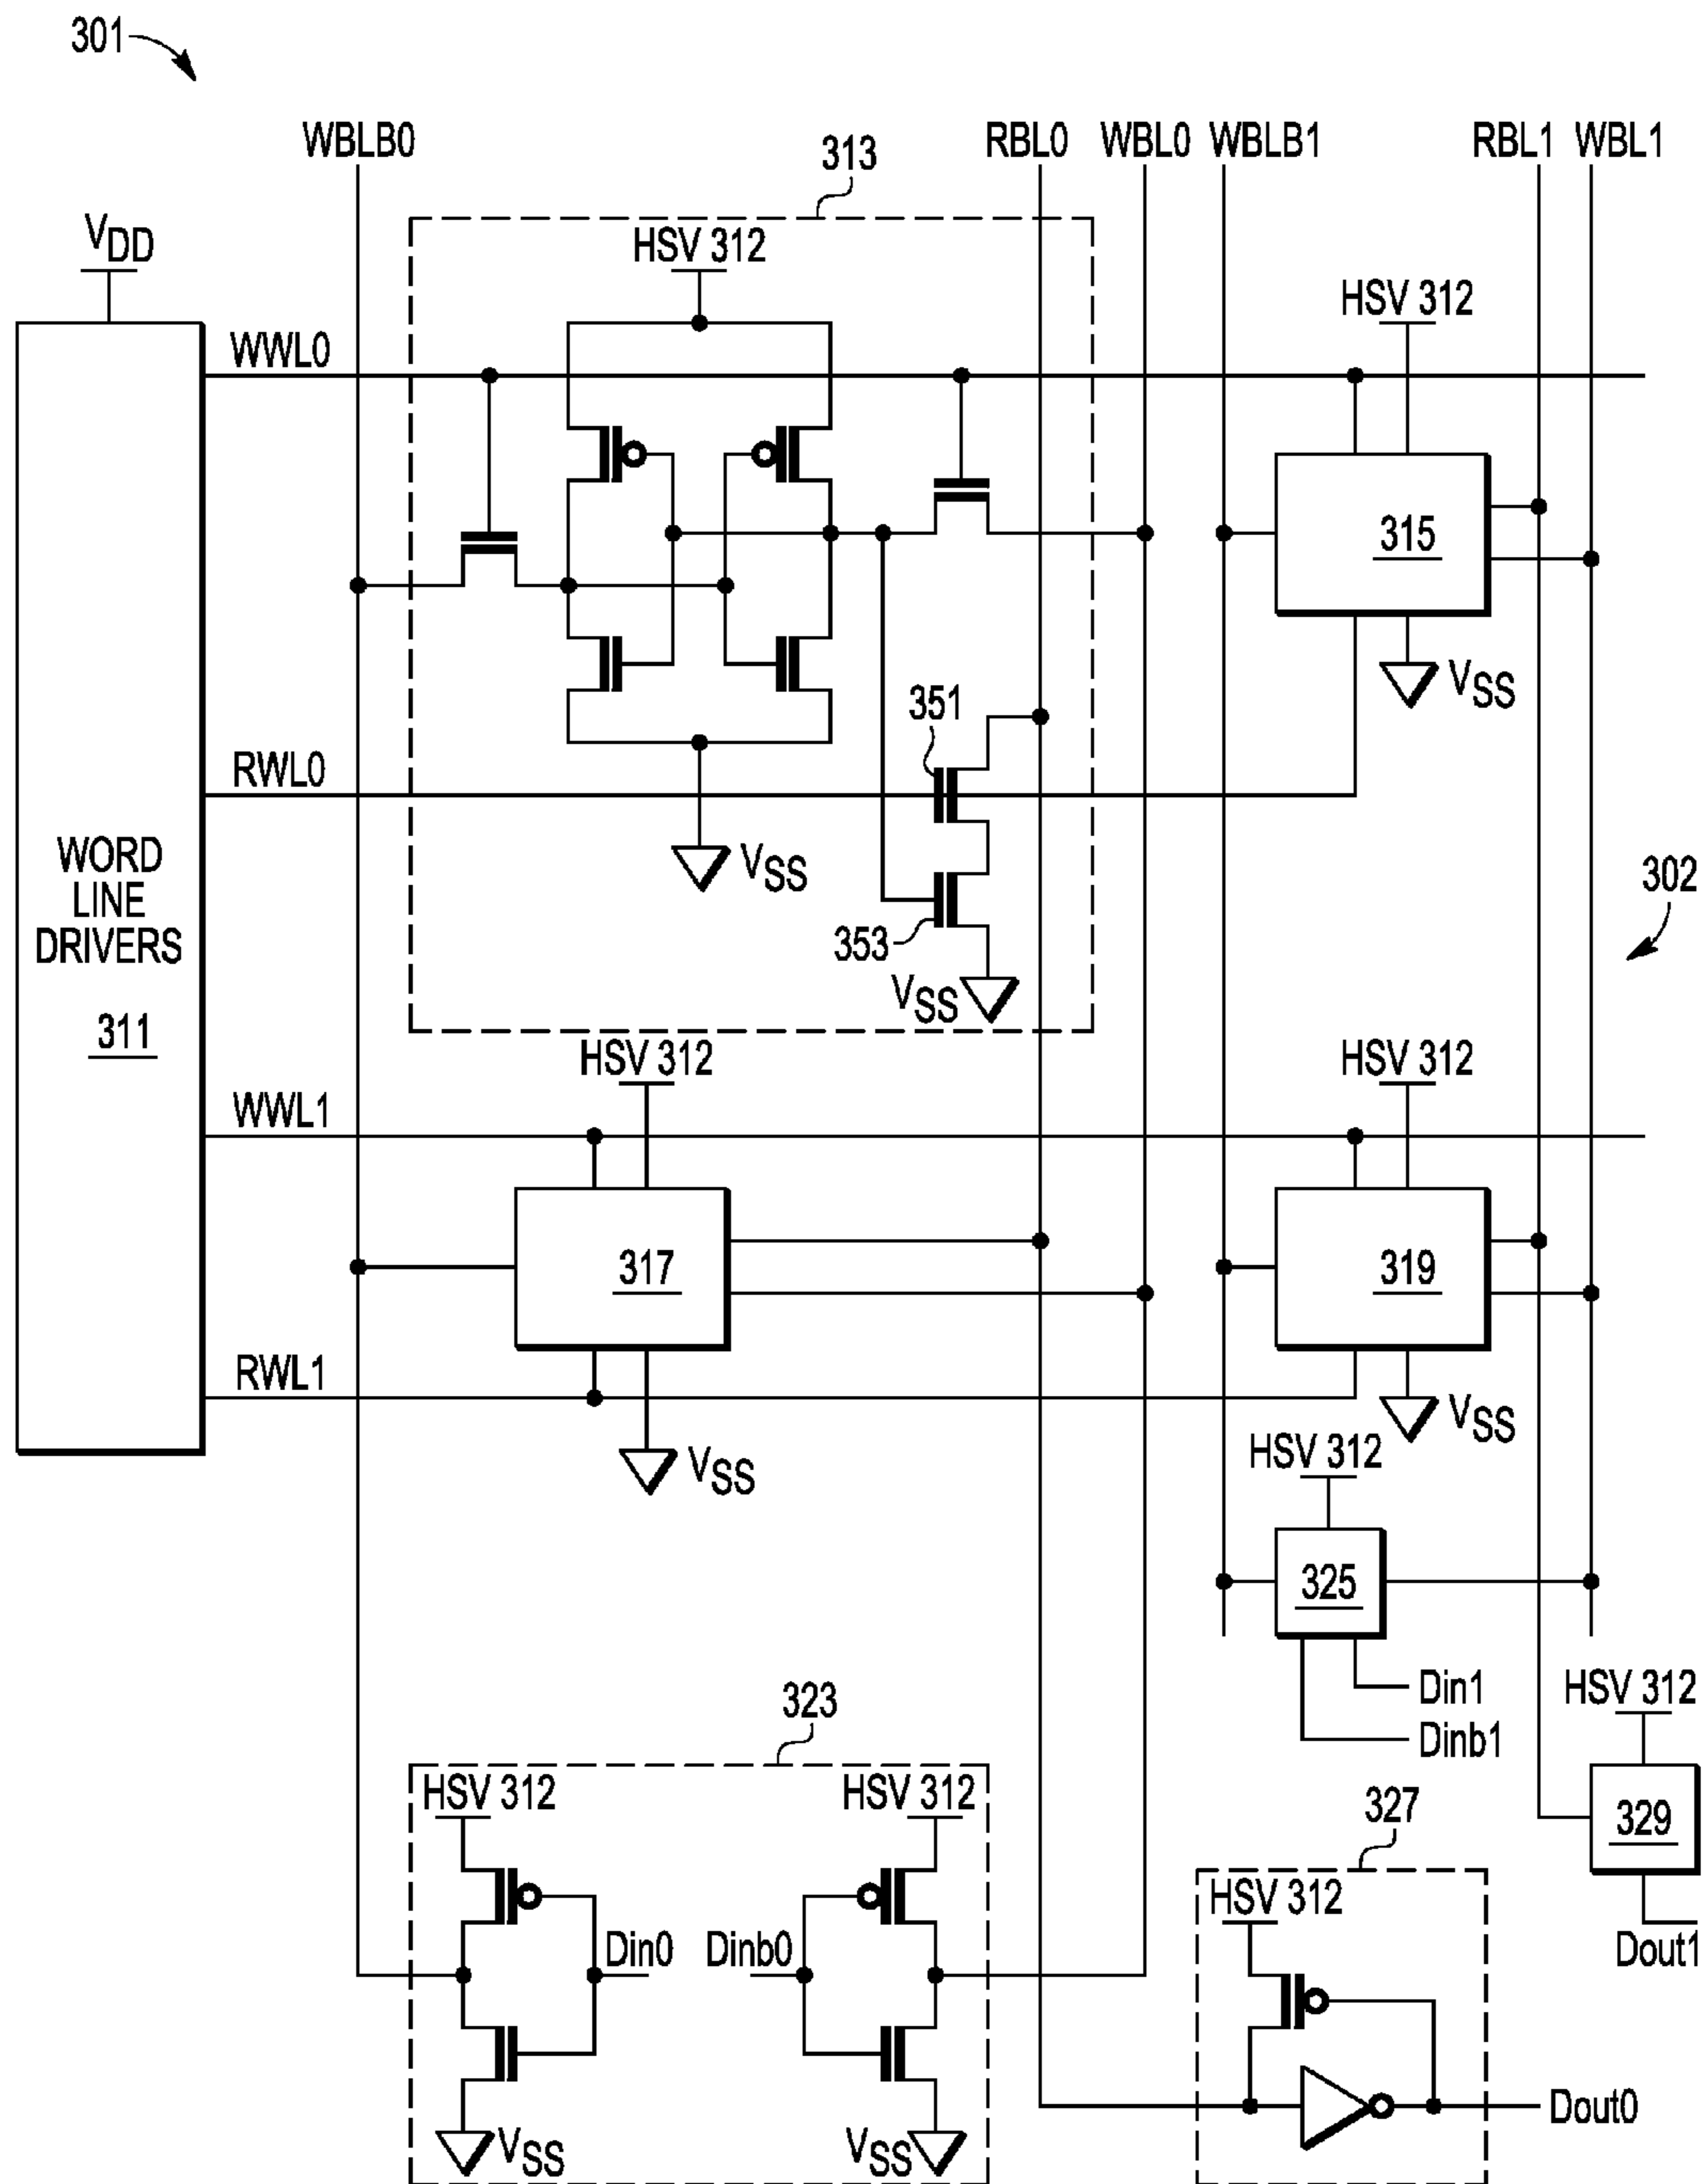 301
WBLB0
313
RBL0
WBL0
WBLB1
RBL1
WBL1
VDD
HSV 312
HSV 312
WWL0
315
VSS
351
RWL0
VSS
WORD
LINE
DRIVERS
311
302
353
VSS
HSV 312
HSV 312
WWL1
317
319
RWL1
VSS
VSS
HSV 312
325
Din1
Dinb1
323
HSV 312
HSV 312
HSV 312
327
329
HSV 312
Dout1
Din0
Dinb0
Dout0
VSS
VSS